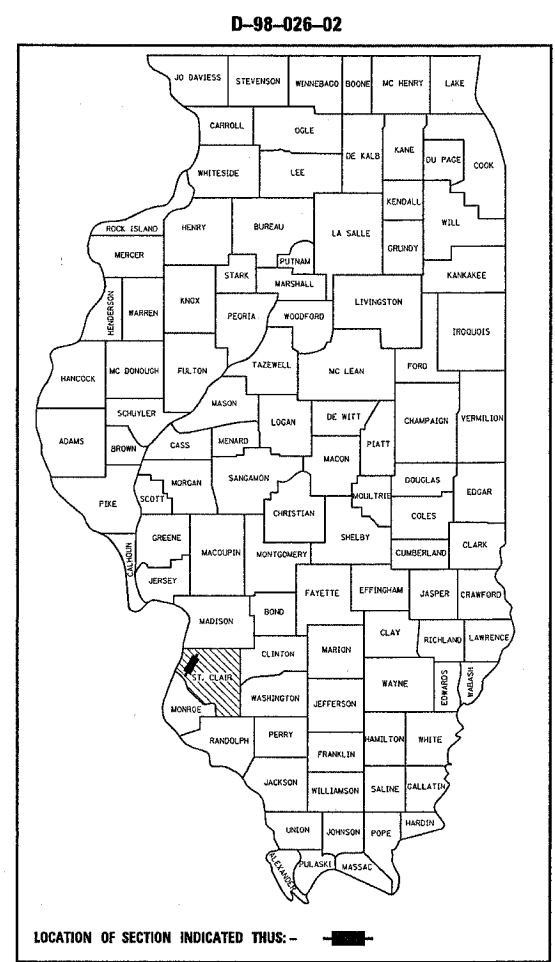 D-98-026-02
JO DAVIESS
STEVENSON
WINNEBAGO
BOONE
MC HENRY
LAKE
CARROLL
OGLE
DE KALB
KANE
DU PAGE
COOK
WHITESIDE
LEE
KENDALL
WILL
ROCK ISLAND
HENRY
BUREAU
LA SALLE
GRUNDY
MERCER
PUTNAM
KANKAKEE
STARK
MARSHALL
HENDERSON
WARREN
KNOX
PEORIA
WOODFORD
LIVINGSTON
IROQUOIS
HANCOCK
MC DONOUGH
FULTON
TAZEWELL
MC LEAN
FORD
MASON
SCHUYLER
LOGAN
DE WITT
CHAMPAIGN
VERMILION
ADAMS
BROWN
CASS
MENARD
PIATT
MACON
MORGAN
SANGAMON
DOUGLAS
EDGAR
PIKE
SCOTT
MOULTRIE
CHRISTIAN
COLES
GREENE
MACOUPIN
MONTGOMERY
SHELBY
CUMBERLAND
CLARK
CALHOUN
JERSEY
FAYETTE
EFFINGHAM
JASPER
CRAWFORD
MADISON
BOND
CLAY
RICHLAND
LAWRENCE
CLINTON
MARION
ST. CLAIR
WAYNE
EDWARDS
WABASH
MONROE
WASHINGTON
JEFFERSON
RANDOLPH
PERRY
HAMILTON
WHITE
FRANKLIN
JACKSON
WILLIAMSON
SALINE
GALLATIN
HARDIN
UNION
JOHNSON
POPE
ALEXANDER
PULASKI
MASSAC
LOCATION OF SECTION INDICATED THUS:-